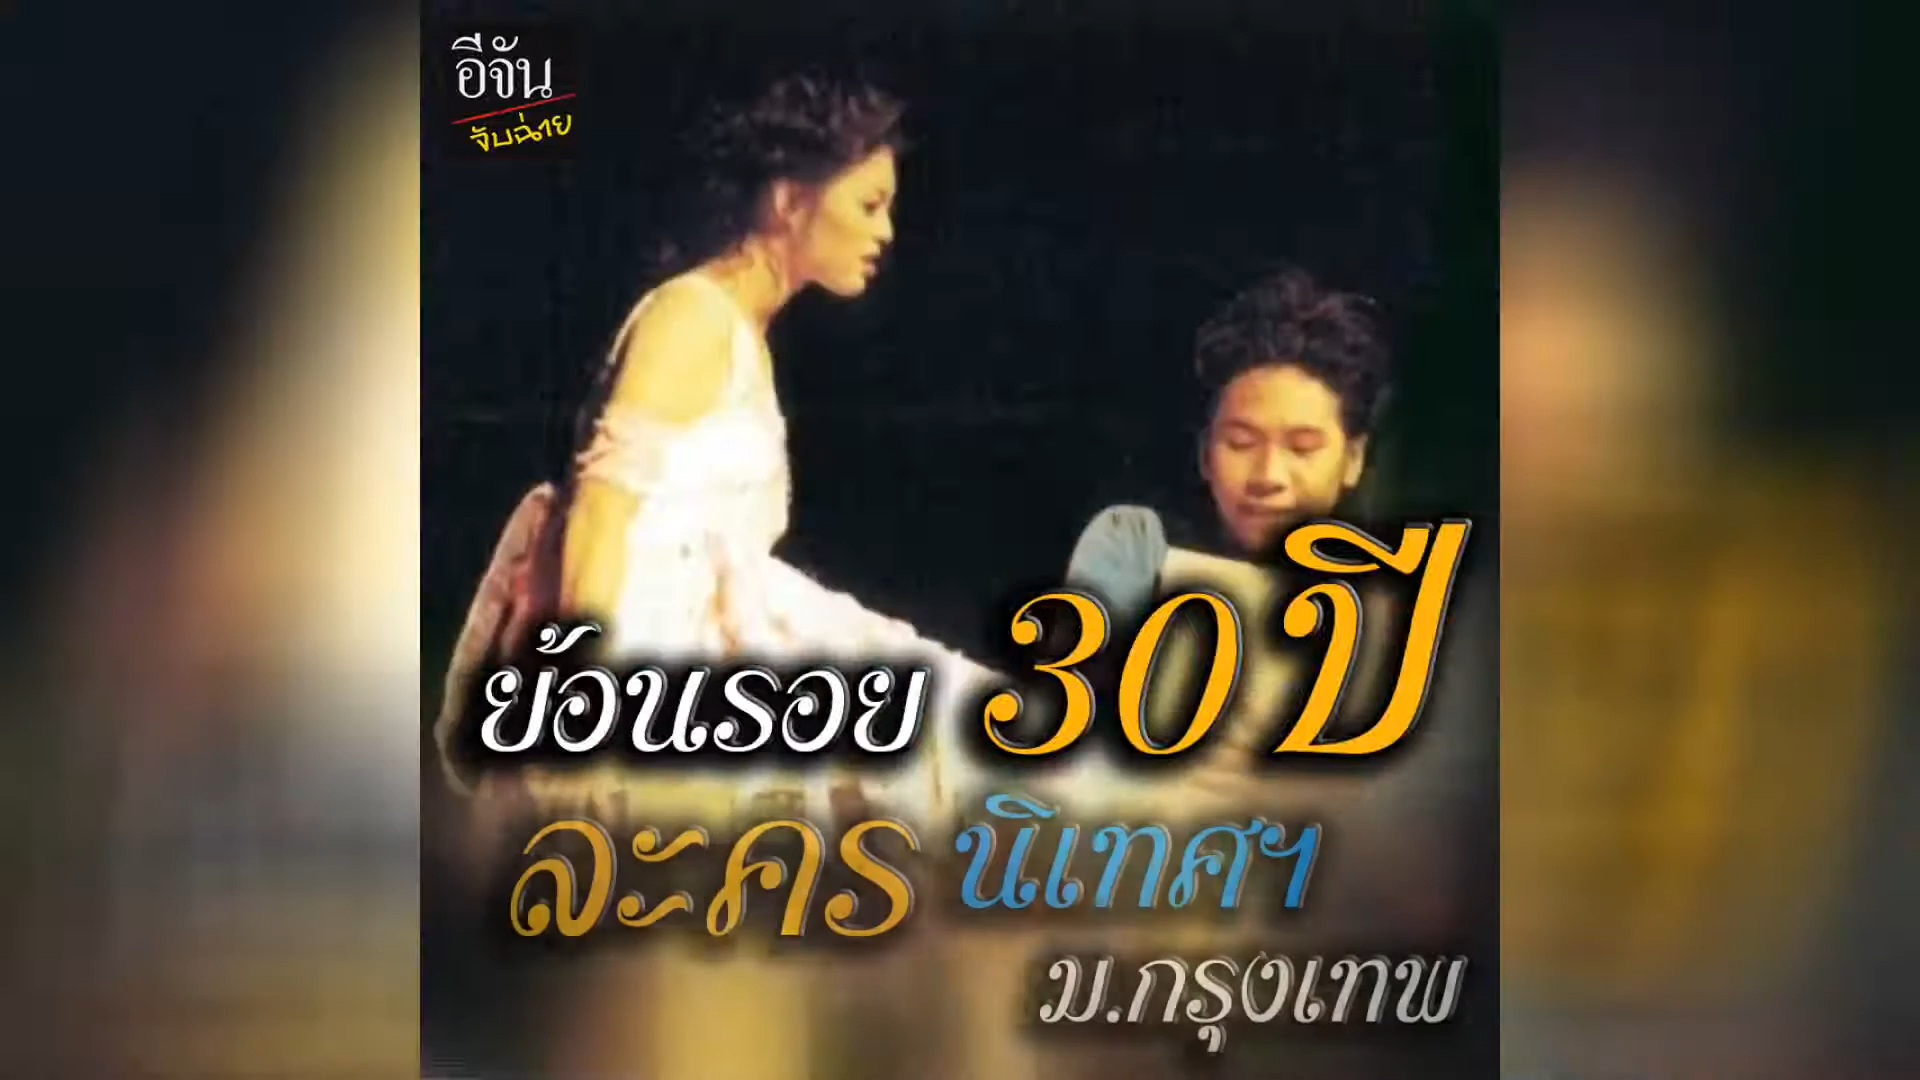 อีจัน
จับฉ่าย
ย้อนรอย 30 ปี
ละคร นิเทศฯ
ม.กรุงเทพ